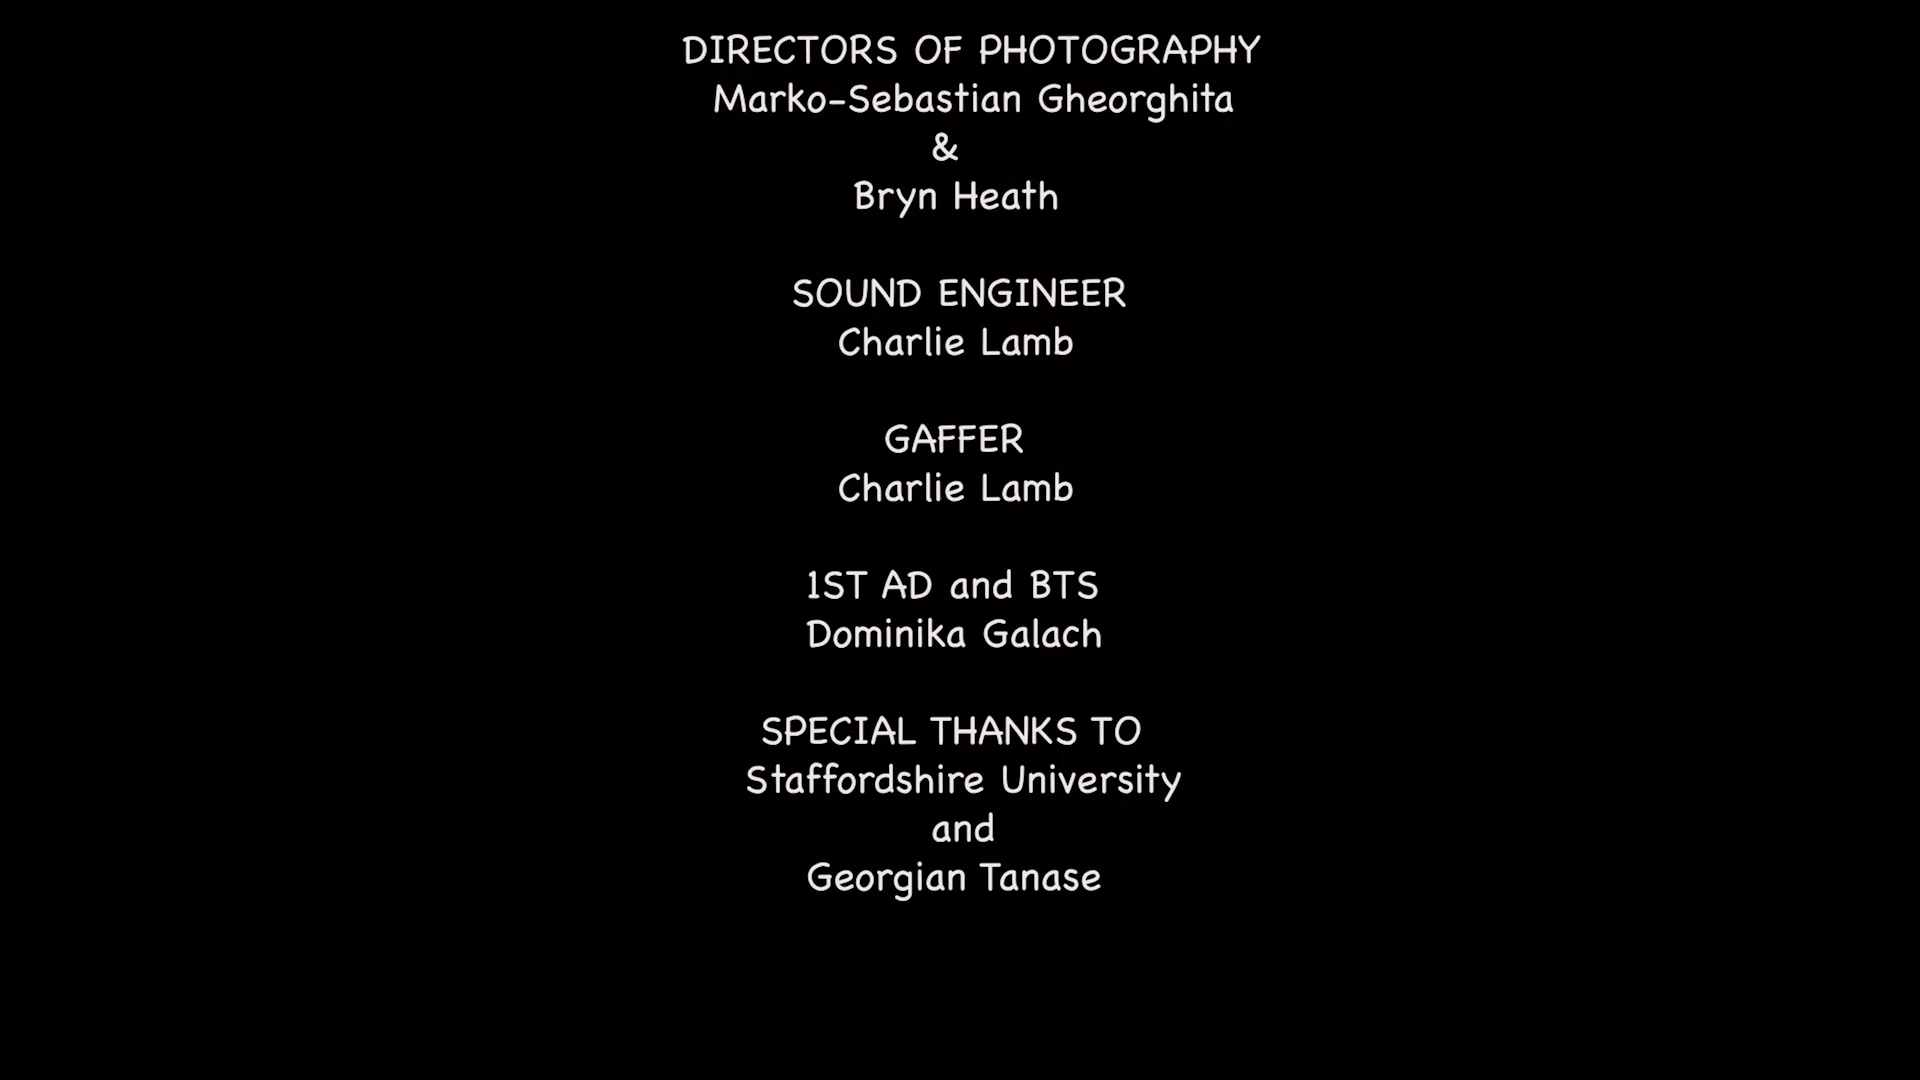 DIRECTORS OF PHOTOGRAPHY
Marko-Sebastian Gheorghita
&
Bryn Heath
SOUND ENGINEER
Charlie Lamb
GAFFER
Charlie Lamb
1ST AD and BTS
Dominika Galach
SPECIAL THANKS TO
Staffordshire University
and
Georgian Tanase